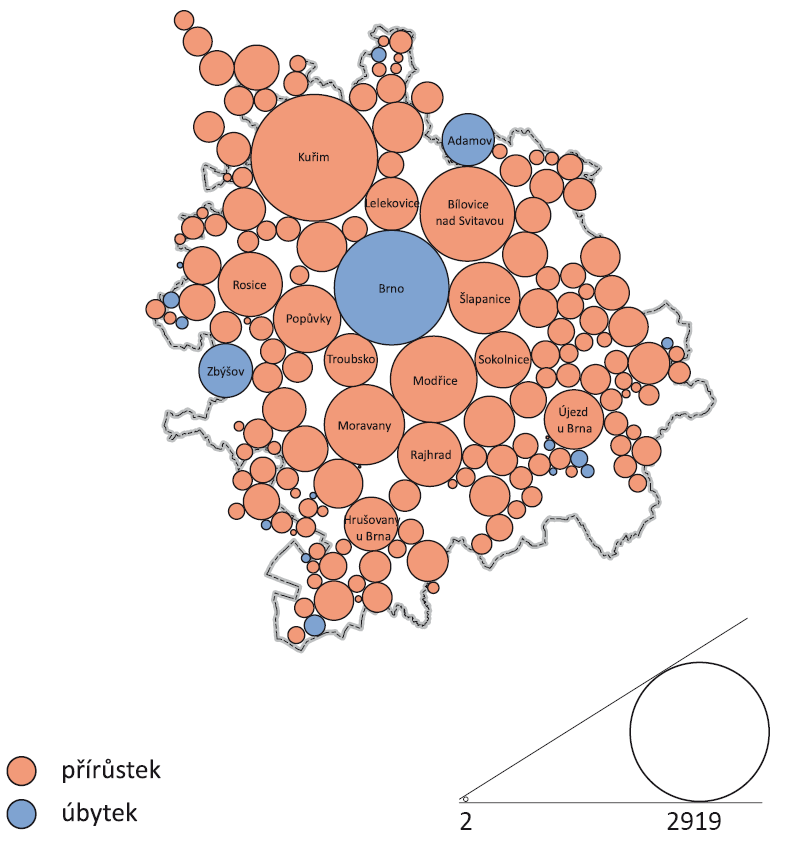 Adamov
Kuřim
Lelekovice
Bílovice
nad Svitavou
Rosice
Brno
Šlapanice
Popůvky
Troubsko
Sokolnice
Zbýšov
Modřice
Moravany
Újezd
u Brna
Rajhrad
Hrušovany
u Brna
přírůstek
úbytek
2
2919